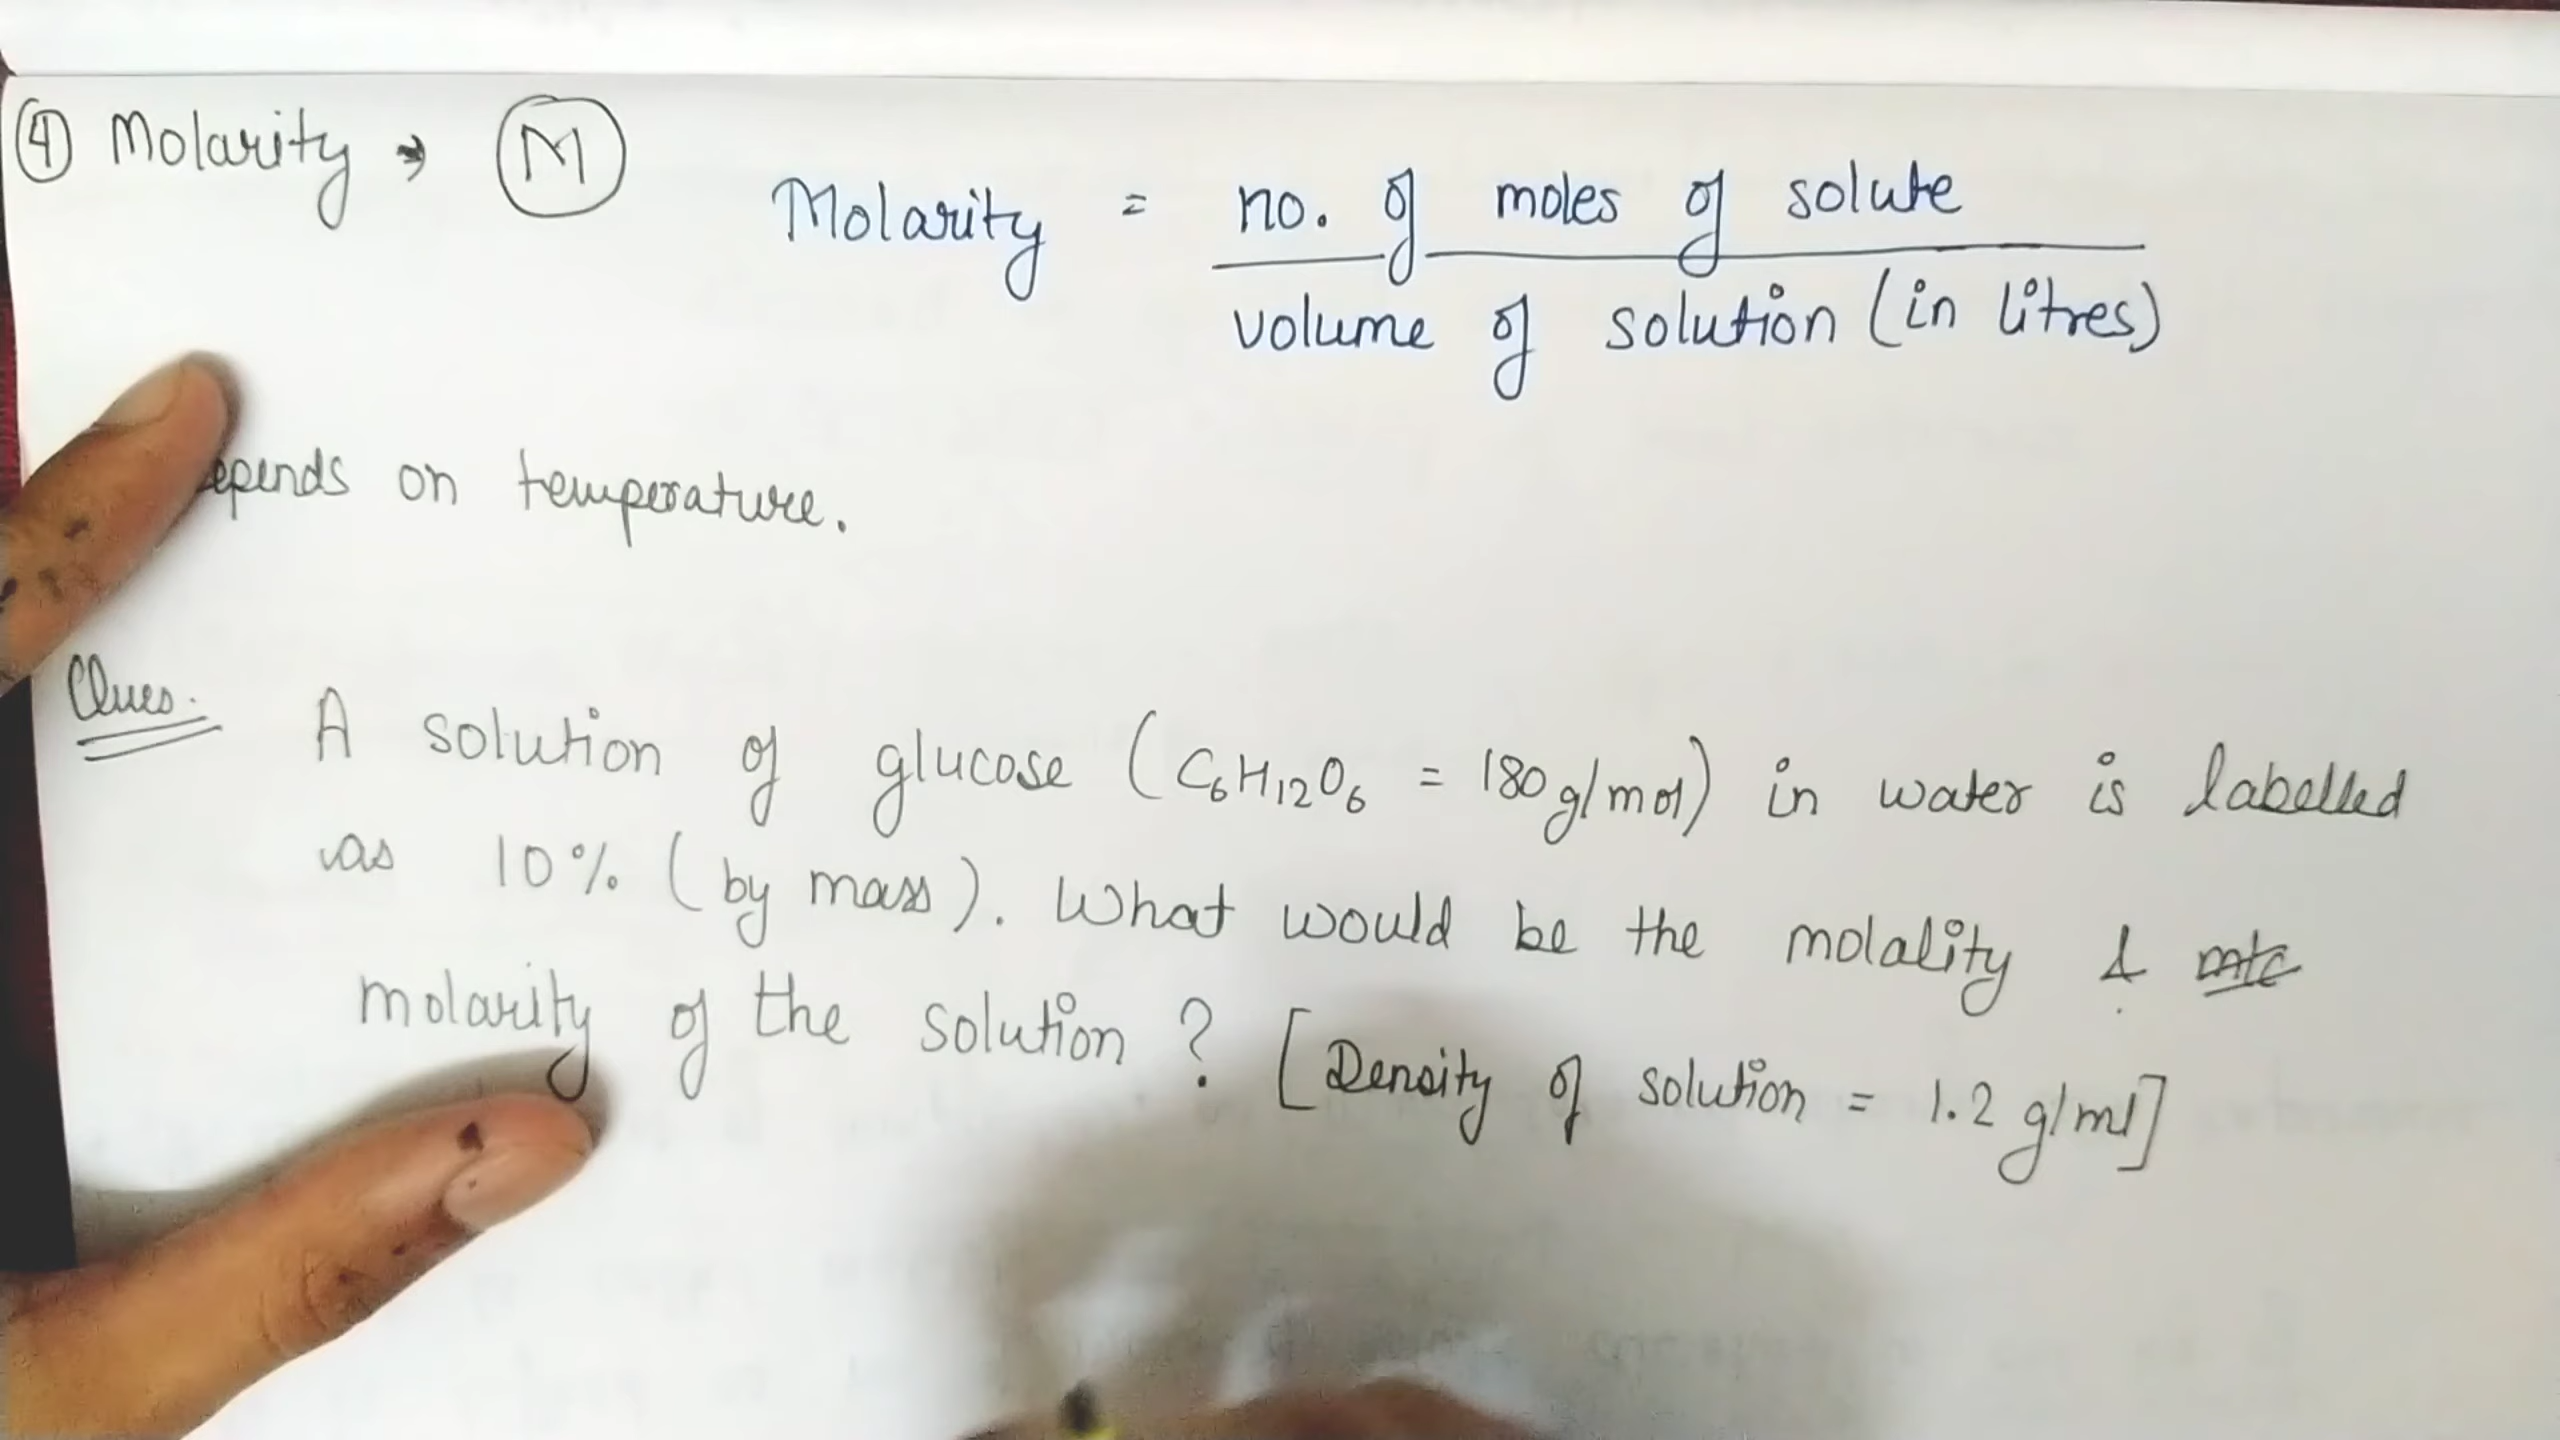 ④ Molarity → Ⓜ
Molarity = no. of moles of solute
volume of solution (in litres)
epends on temperature.
Ques. A solution of glucose (C₆H₁₂O₆ = 180 g/mol) in water is labelled
as 10% (by mass). What would be the molality &
molarity of the solution? [Density of solution = 1.2 g/ml]